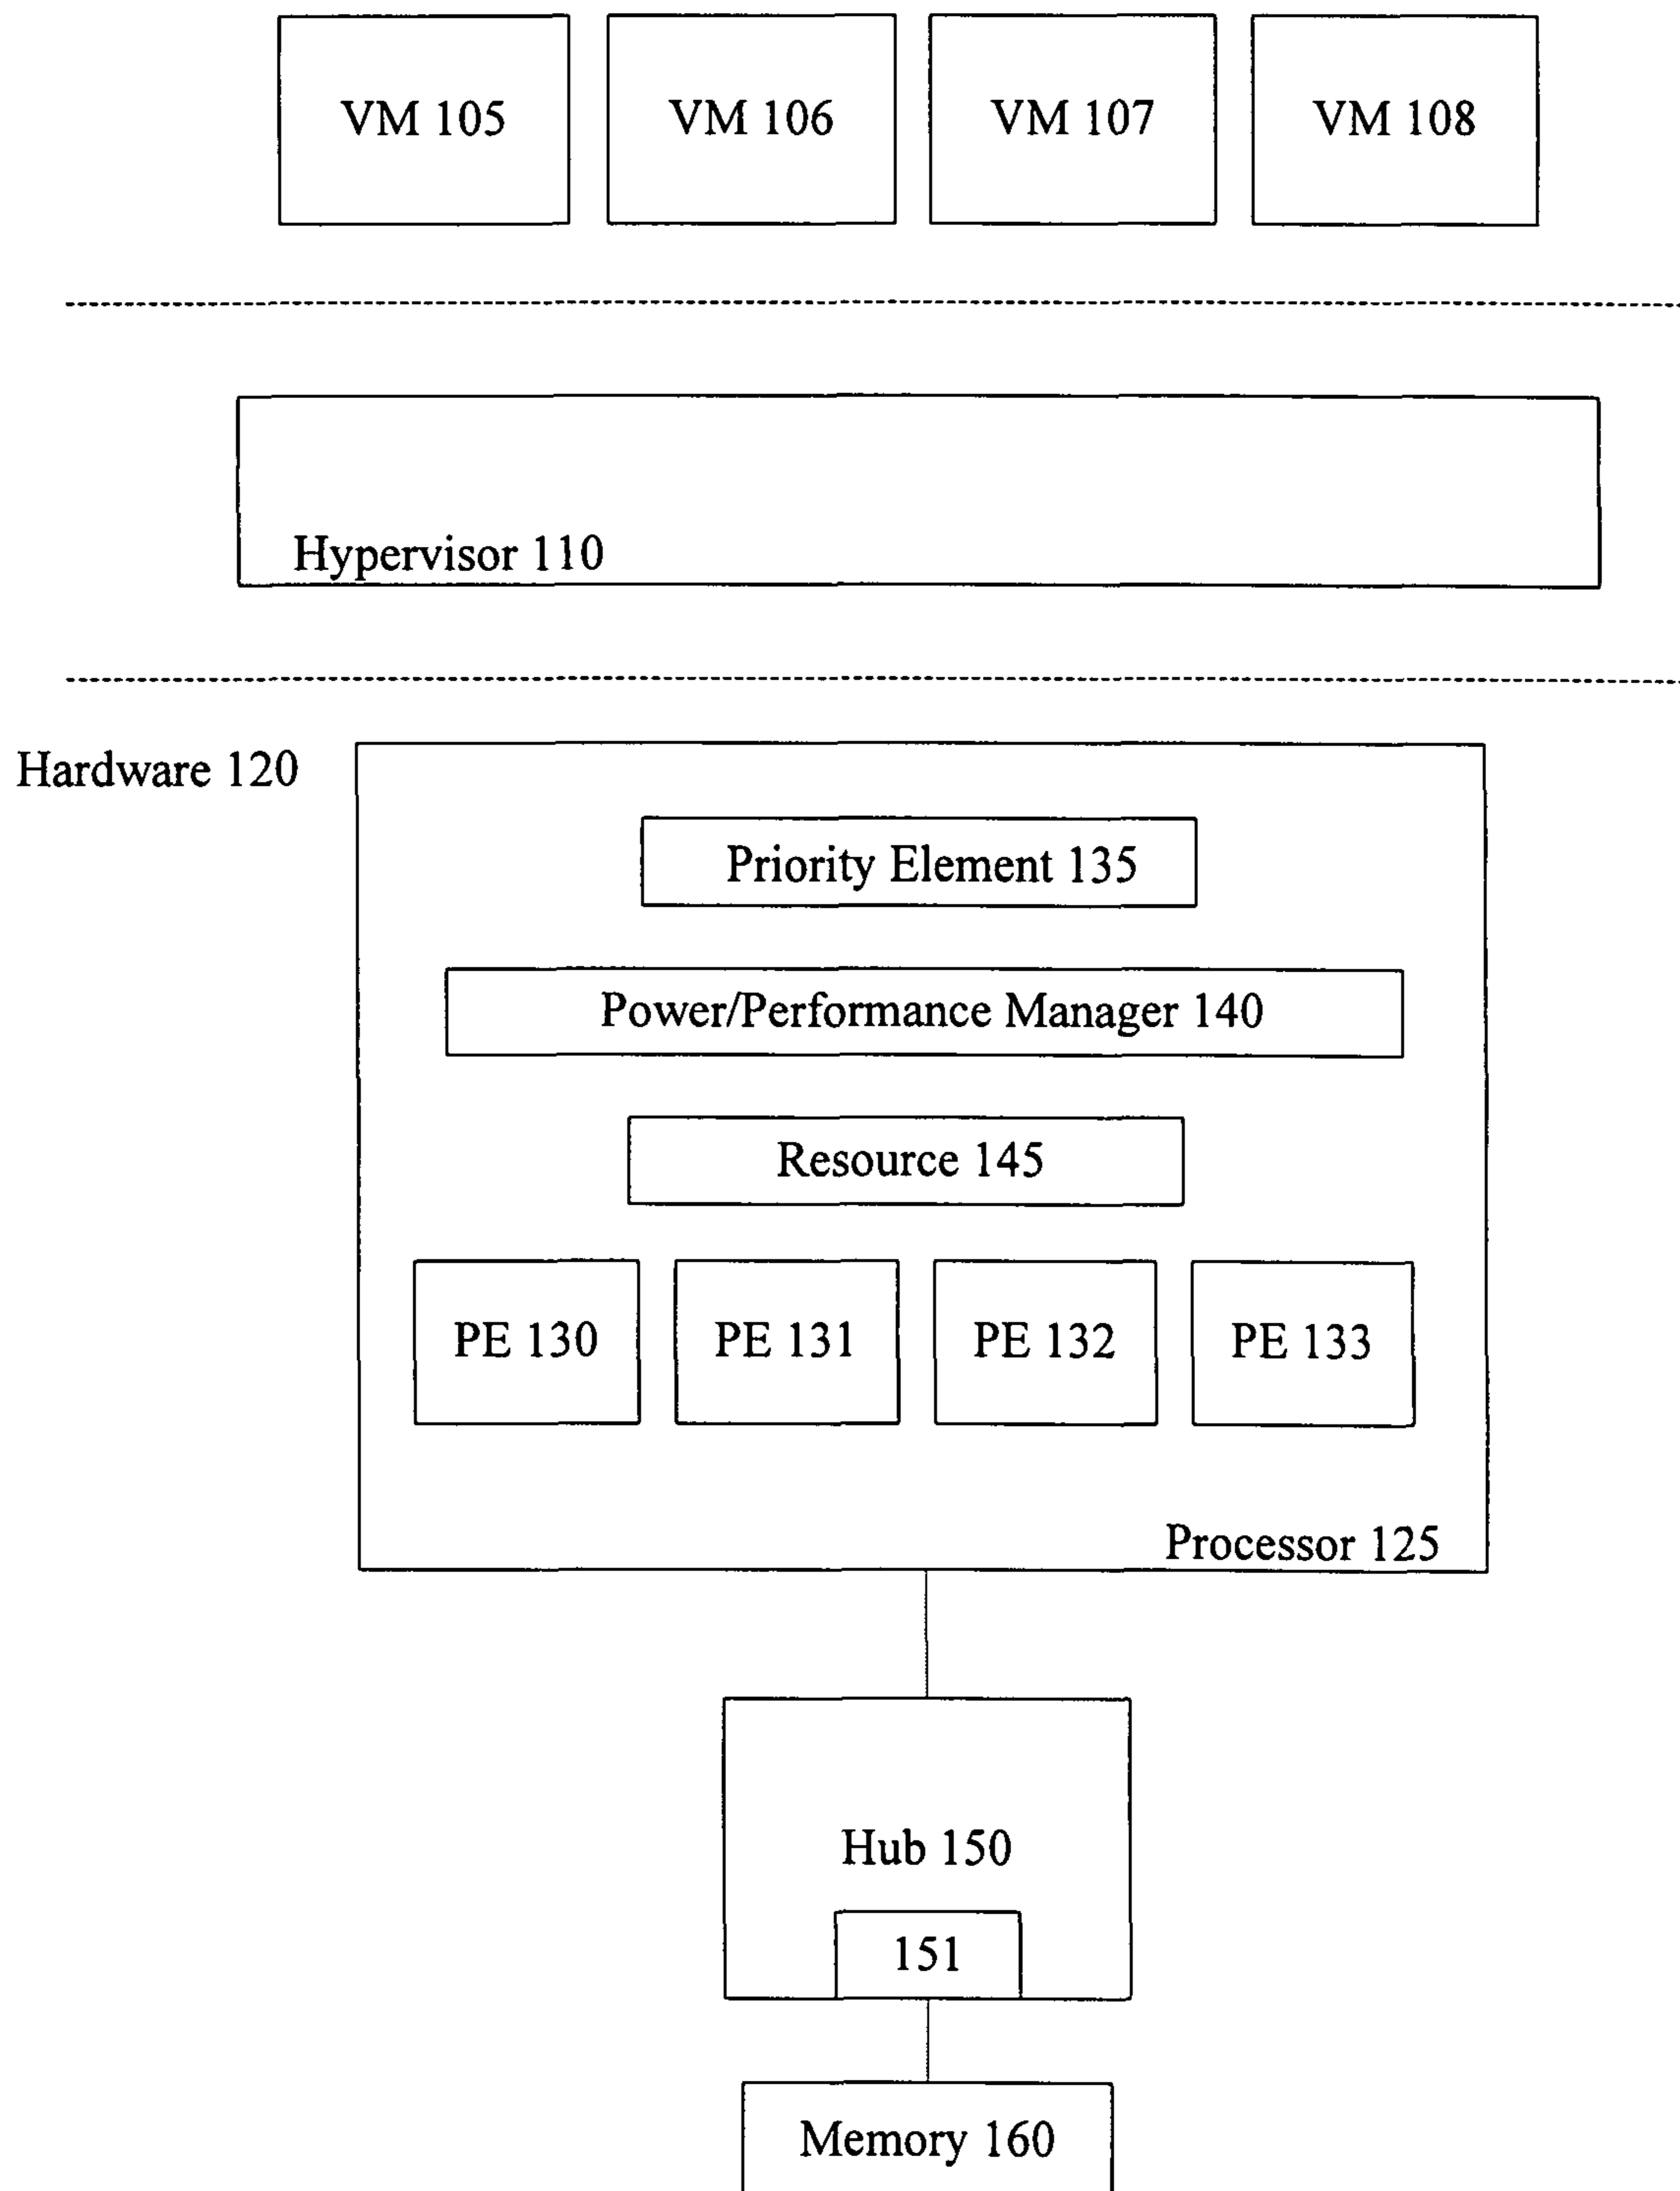 VM 105 VM 106 VM 107 VM 108
Hypervisor 110
Hardware 120
Priority Element 135
Power/Performance Manager 140
Resource 145
PE 130 PE 131 PE 132 PE 133
Processor 125
Hub 150
151
Memory 160